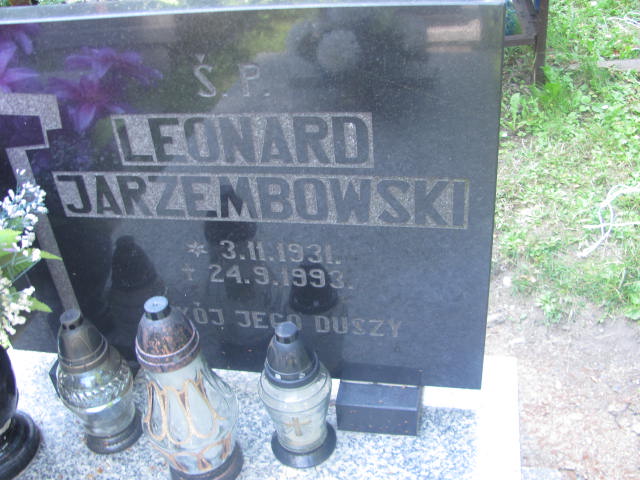 Ś. P.
LEONARD
JARZEMBOWSKI
* 3.11.1931.
† 24.9.1993.
JEGO DUSZY